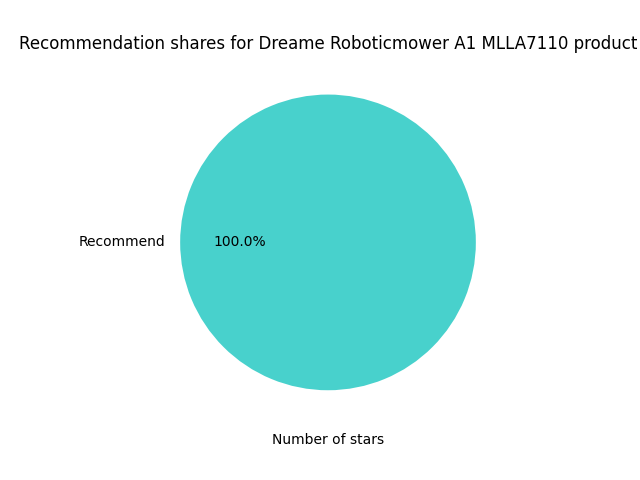 Recommendation shares for Dreame Roboticmower A1 MLLA7110 product
Recommend
100.0%
Number of stars